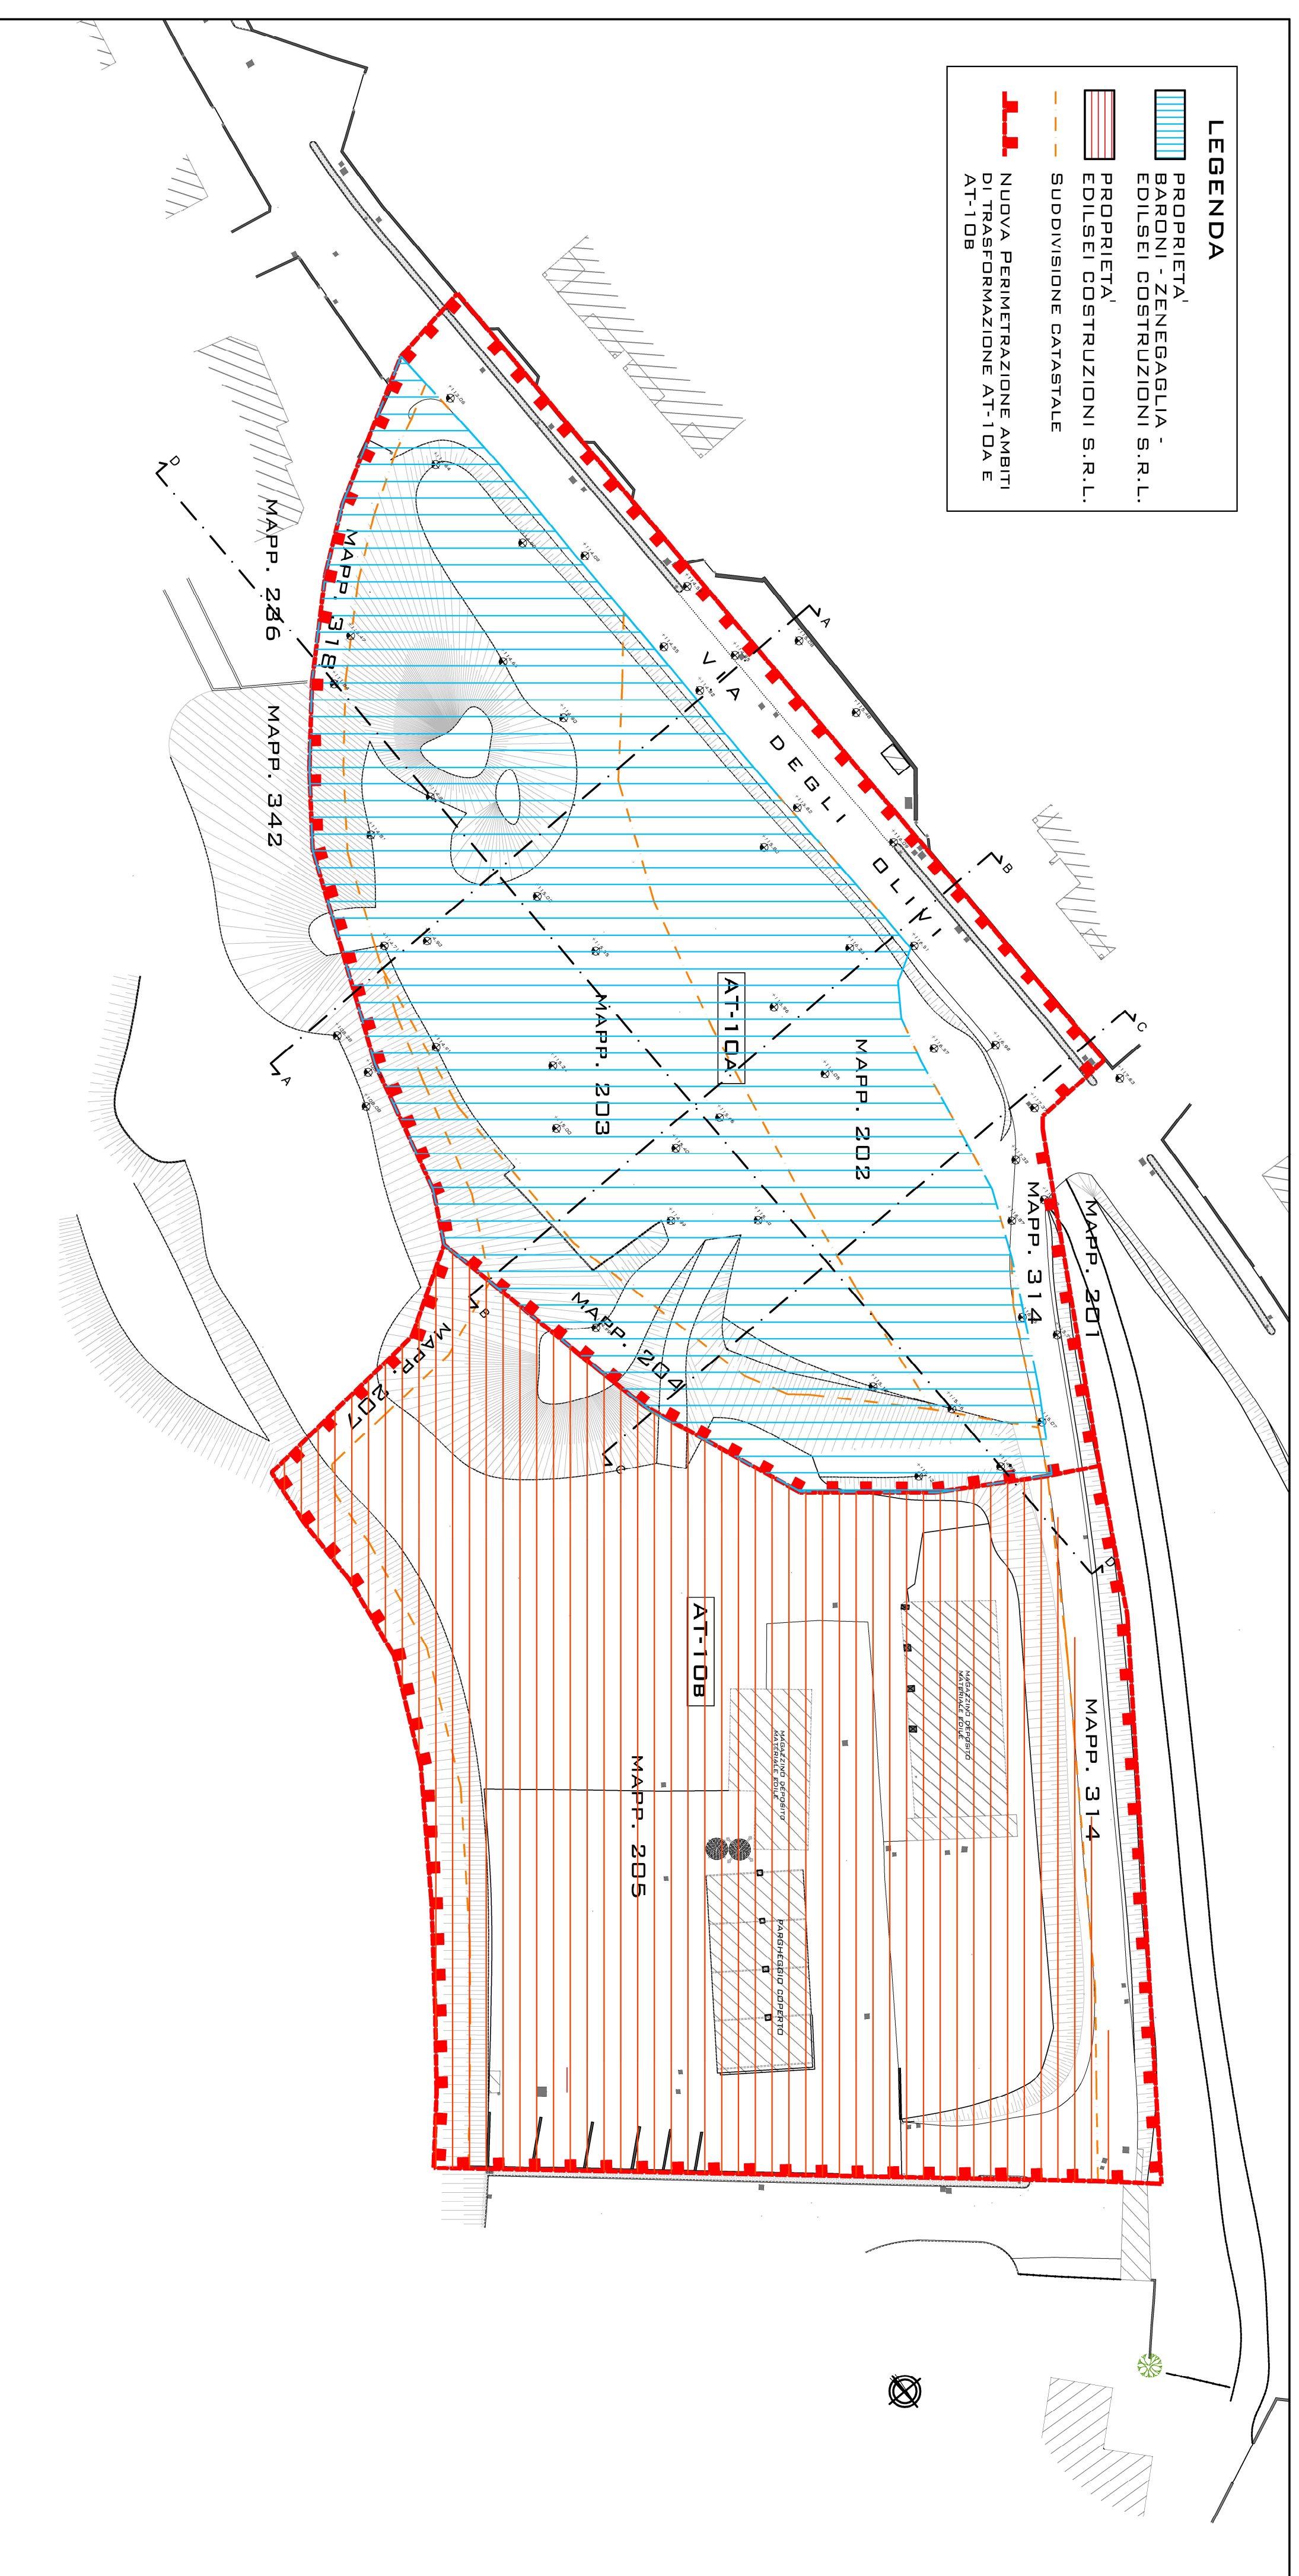 LEGENDA
PROPRIETA'
BARONI - ZENEGAGLIA -
EDILSEI COSTRUZIONI S.R.L.
PROPRIETA'
EDILSEI COSTRUZIONI S.R.L.
SUDDIVISIONE CATASTALE
NUOVA PERIMETRAZIONE AMBITI
DI TRASFORMAZIONE AT-10A E
AT-10B
VIA DEGLI OLIVI
A
B
C
D
MAPP. 286
MAPP. 318
MAPP. 342
A
AT-10A
MAPP. 203
MAPP. 202
MAPP. 201
MAPP. 314
MAPP. 204
MAPP. 207
B
C
D
AT-10B
MAPP. 314
MAGAZZINO DEPOSITO
MATERIALE EDILE
MAGAZZINO DEPOSITO
MATERIALE EDILE
MAPP. 205
PARCHEGGIO COPERTO